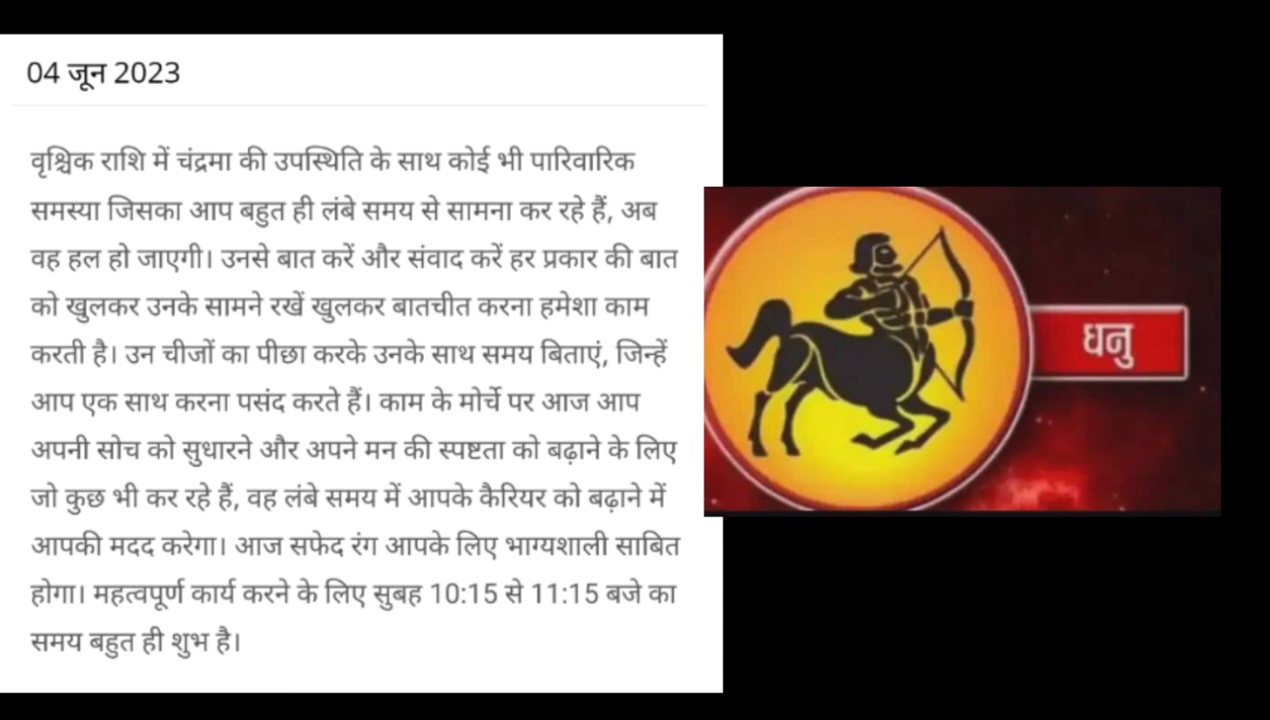 04 जून 2023
वृश्चिक राशि में चंद्रमा की उपस्थिति के साथ कोई भी पारिवारिक
समस्या जिसका आप बहुत ही लंबे समय से सामना कर रहे हैं, अब
वह हल हो जाएगी। उनसे बात करें और संवाद करें हर प्रकार की बात
को खुलकर उनके सामने रखें खुलकर बातचीत करना हमेशा काम
करती है। उन चीजों का पीछा करके उनके साथ समय बिताएं, जिन्हें
आप एक साथ करना पसंद करते हैं। काम के मोर्चे पर आज आप
अपनी सोच को सुधारने और अपने मन की स्पष्टता को बढ़ाने के लिए
जो कुछ भी कर रहे हैं, वह लंबे समय में आपके कैरियर को बढ़ाने में
आपकी मदद करेगा। आज सफेद रंग आपके लिए भाग्यशाली साबित
होगा। महत्वपूर्ण कार्य करने के लिए सुबह 10:15 से 11:15 बजे का
समय बहुत ही शुभ है।
धनु